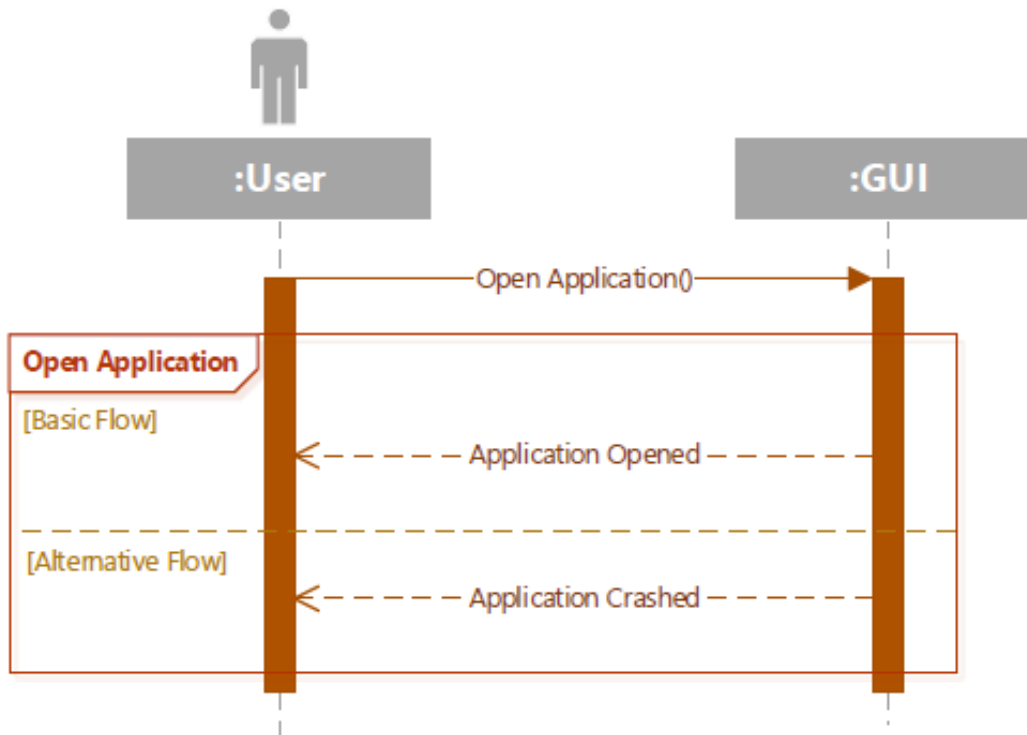 :User
:GUI
Open Application()
Open Application
[Basic Flow]
Application Opened
[Alternative Flow]
Application Crashed